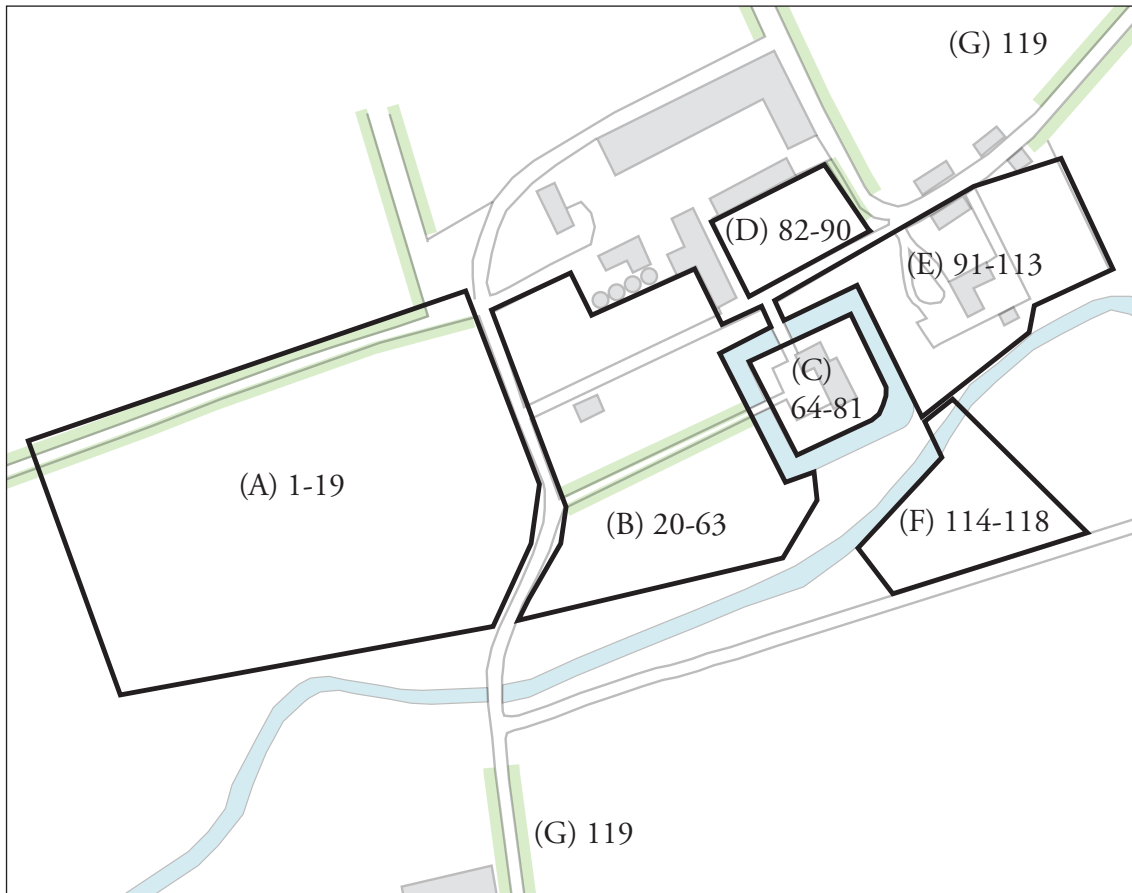 (G) 119
(D) 82-90
(E) 91-113
(C)
64-81
(A) 1-19
(B) 20-63
(F) 114-118
(G) 119